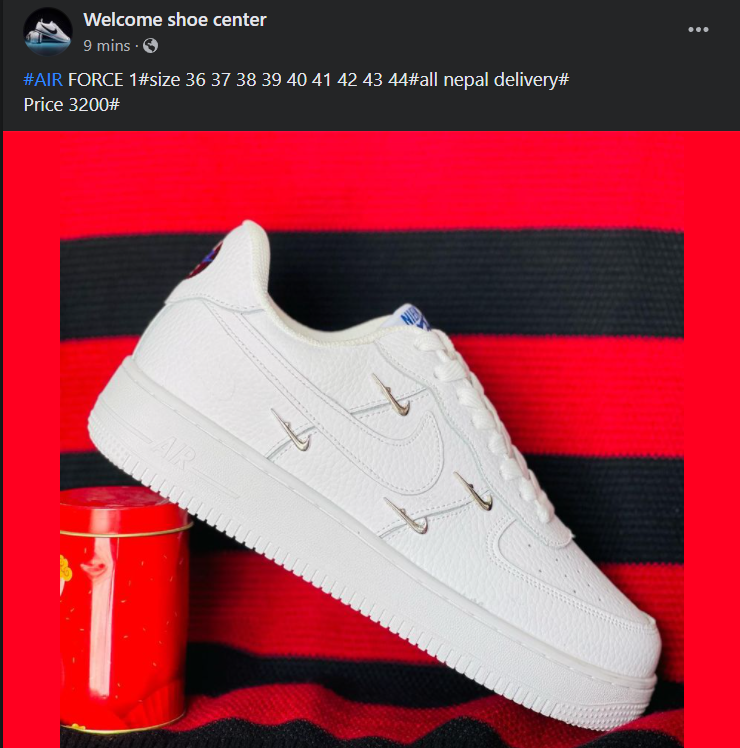 Welcome shoe center
9 mins ·
#AIR FORCE 1#size 36 37 38 39 40 41 42 43 44#all nepal delivery#
Price 3200#
AIR